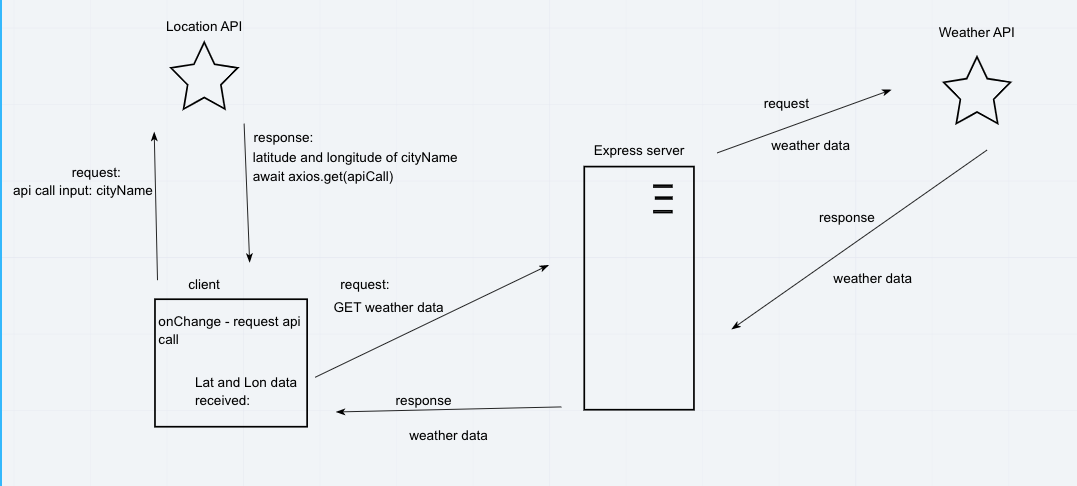 Location API
Weather API
request:
weather data
response:
latitude and longitude of cityName
await axios.get(apiCall)
Express server
request:
api call input: cityName
response
weather data
client
request:
GET weather data
onChange - request api
call
Lat and Lon data
received:
response
weather data